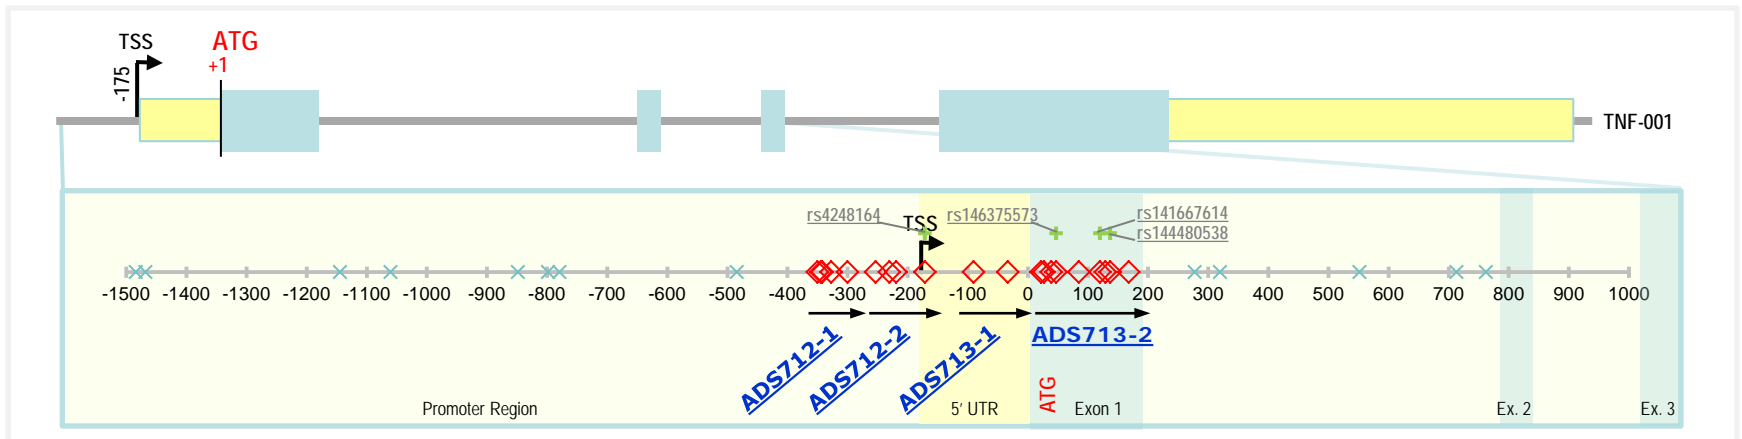 TSS
ATG
+1
-175
TNF-001
rs4248164
TSS
rs146375573
rs141667614
rs144480538
-1500 -1400 -1300 -1200 -1100 -1000 -900 -800 -700 -600 -500 -400 -300 -200 -100 0 100 200 300 400 500 600 700 800 900 1000
ADS712-1
ADS712-2
ADS713-1
ADS713-2
ATG
Promoter Region
5' UTR
Exon 1
Ex. 2
Ex. 3